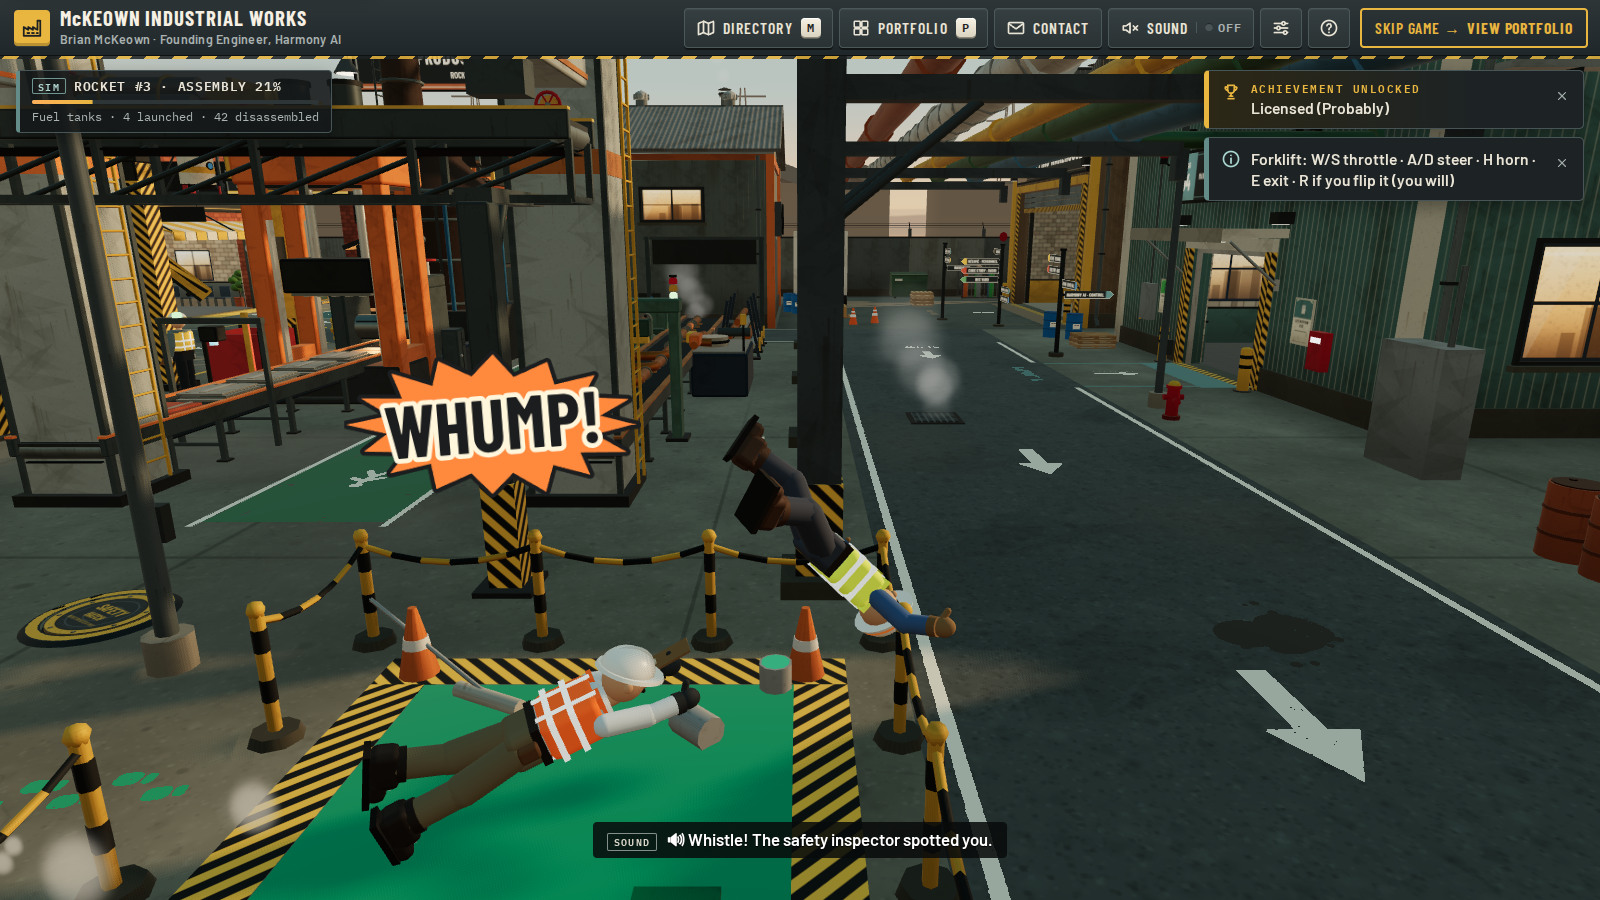 McKEOWN INDUSTRIAL WORKS
Brian McKeown · Founding Engineer, Harmony AI
DIRECTORY M
PORTFOLIO P
CONTACT
SOUND OFF
SKIP GAME → VIEW PORTFOLIO
SIM ROCKET #3 · ASSEMBLY 21%
Fuel tanks · 4 launched · 42 disassembled
ACHIEVEMENT UNLOCKED
Licensed (Probably)
Forklift: W/S throttle · A/D steer · H horn ·
E exit · R if you flip it (you will)
WHUMP!
SAFETY
SOUND Whistle! The safety inspector spotted you.